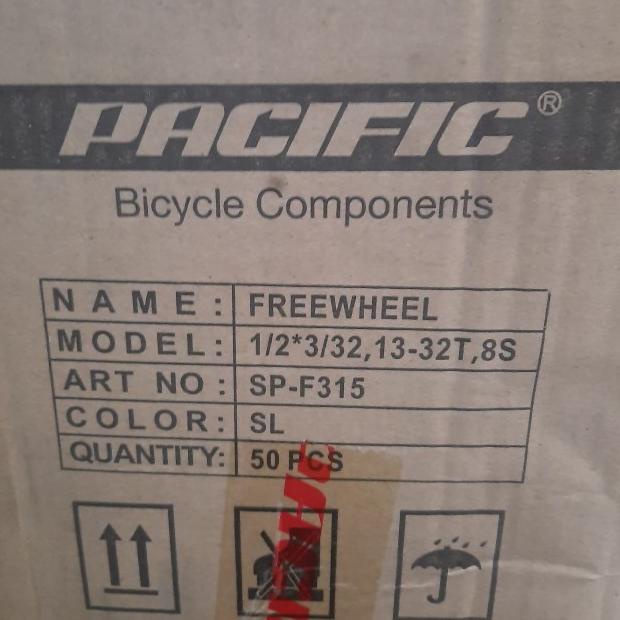 PACIFIC®
Bicycle Components
NAME: FREEWHEEL
MODEL: 1/2*3/32,13-32T,8S
ART NO: SP-F315
COLOR: SL
QUANTITY: 50 PCS